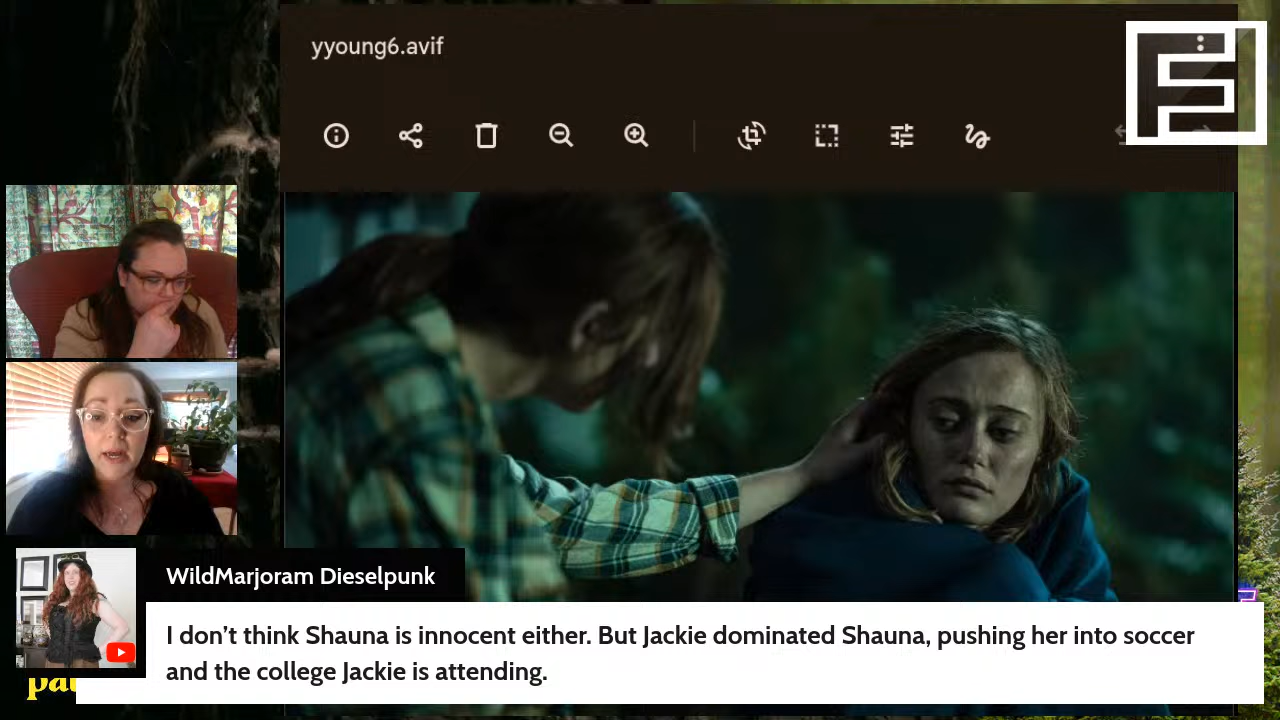 yyoung6.avif
WildMarjoram Dieselpunk
I don’t think Shauna is innocent either. But Jackie dominated Shauna, pushing her into soccer
and the college Jackie is attending.